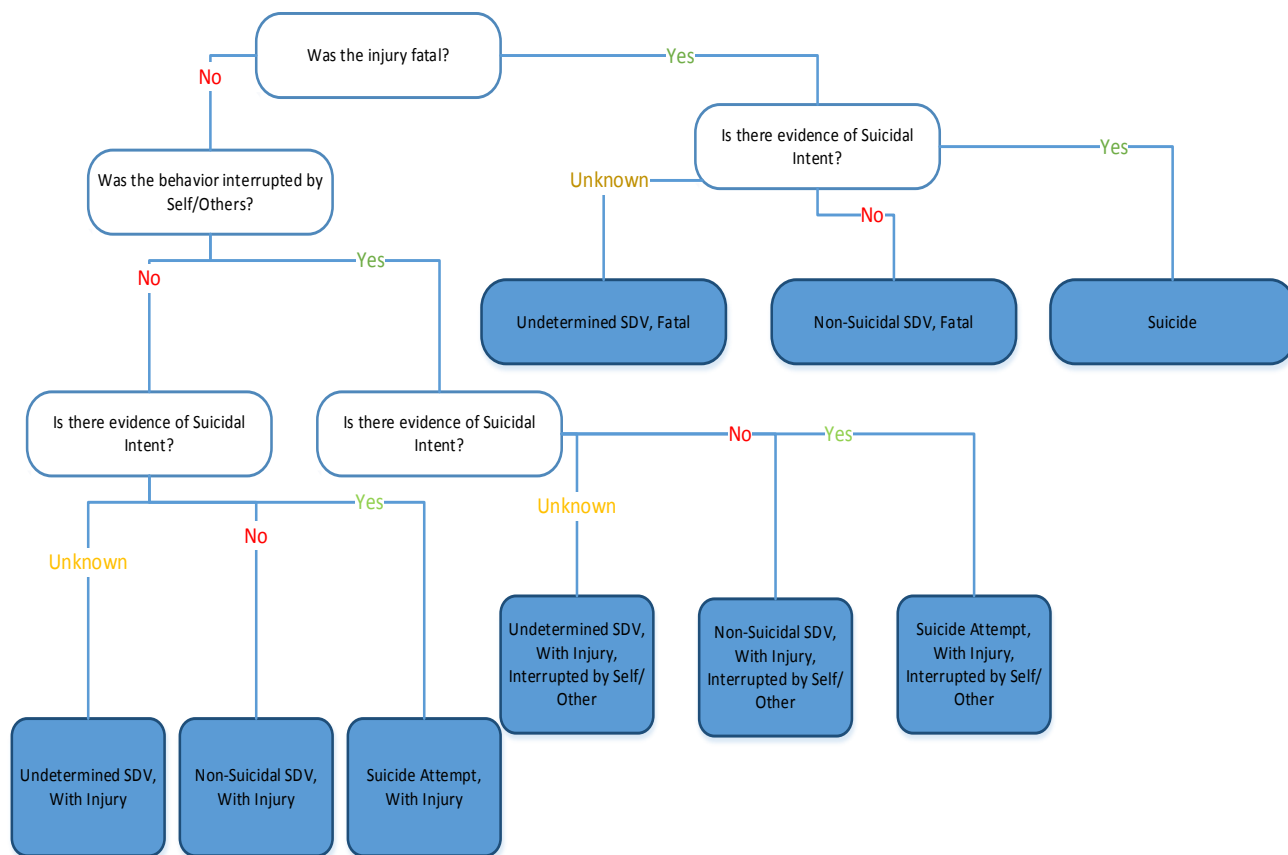 Was the injury fatal?
Yes
No
Is there evidence of Suicidal
Intent?
Yes
Unknown
No
Was the behavior interrupted by
Self/Others?
No
Yes
Undetermined SDV, Fatal
Non-Suicidal SDV, Fatal
Suicide
Is there evidence of Suicidal
Intent?
Is there evidence of Suicidal
Intent?
No
Yes
Unknown
Yes
No
Unknown
Undetermined SDV,
With Injury,
Interrupted by Self/
Other
Non-Suicidal SDV,
With Injury,
Interrupted by Self/
Other
Suicide Attempt,
With Injury,
Interrupted by Self/
Other
Undetermined SDV,
With Injury
Non-Suicidal SDV,
With Injury
Suicide Attempt,
With Injury